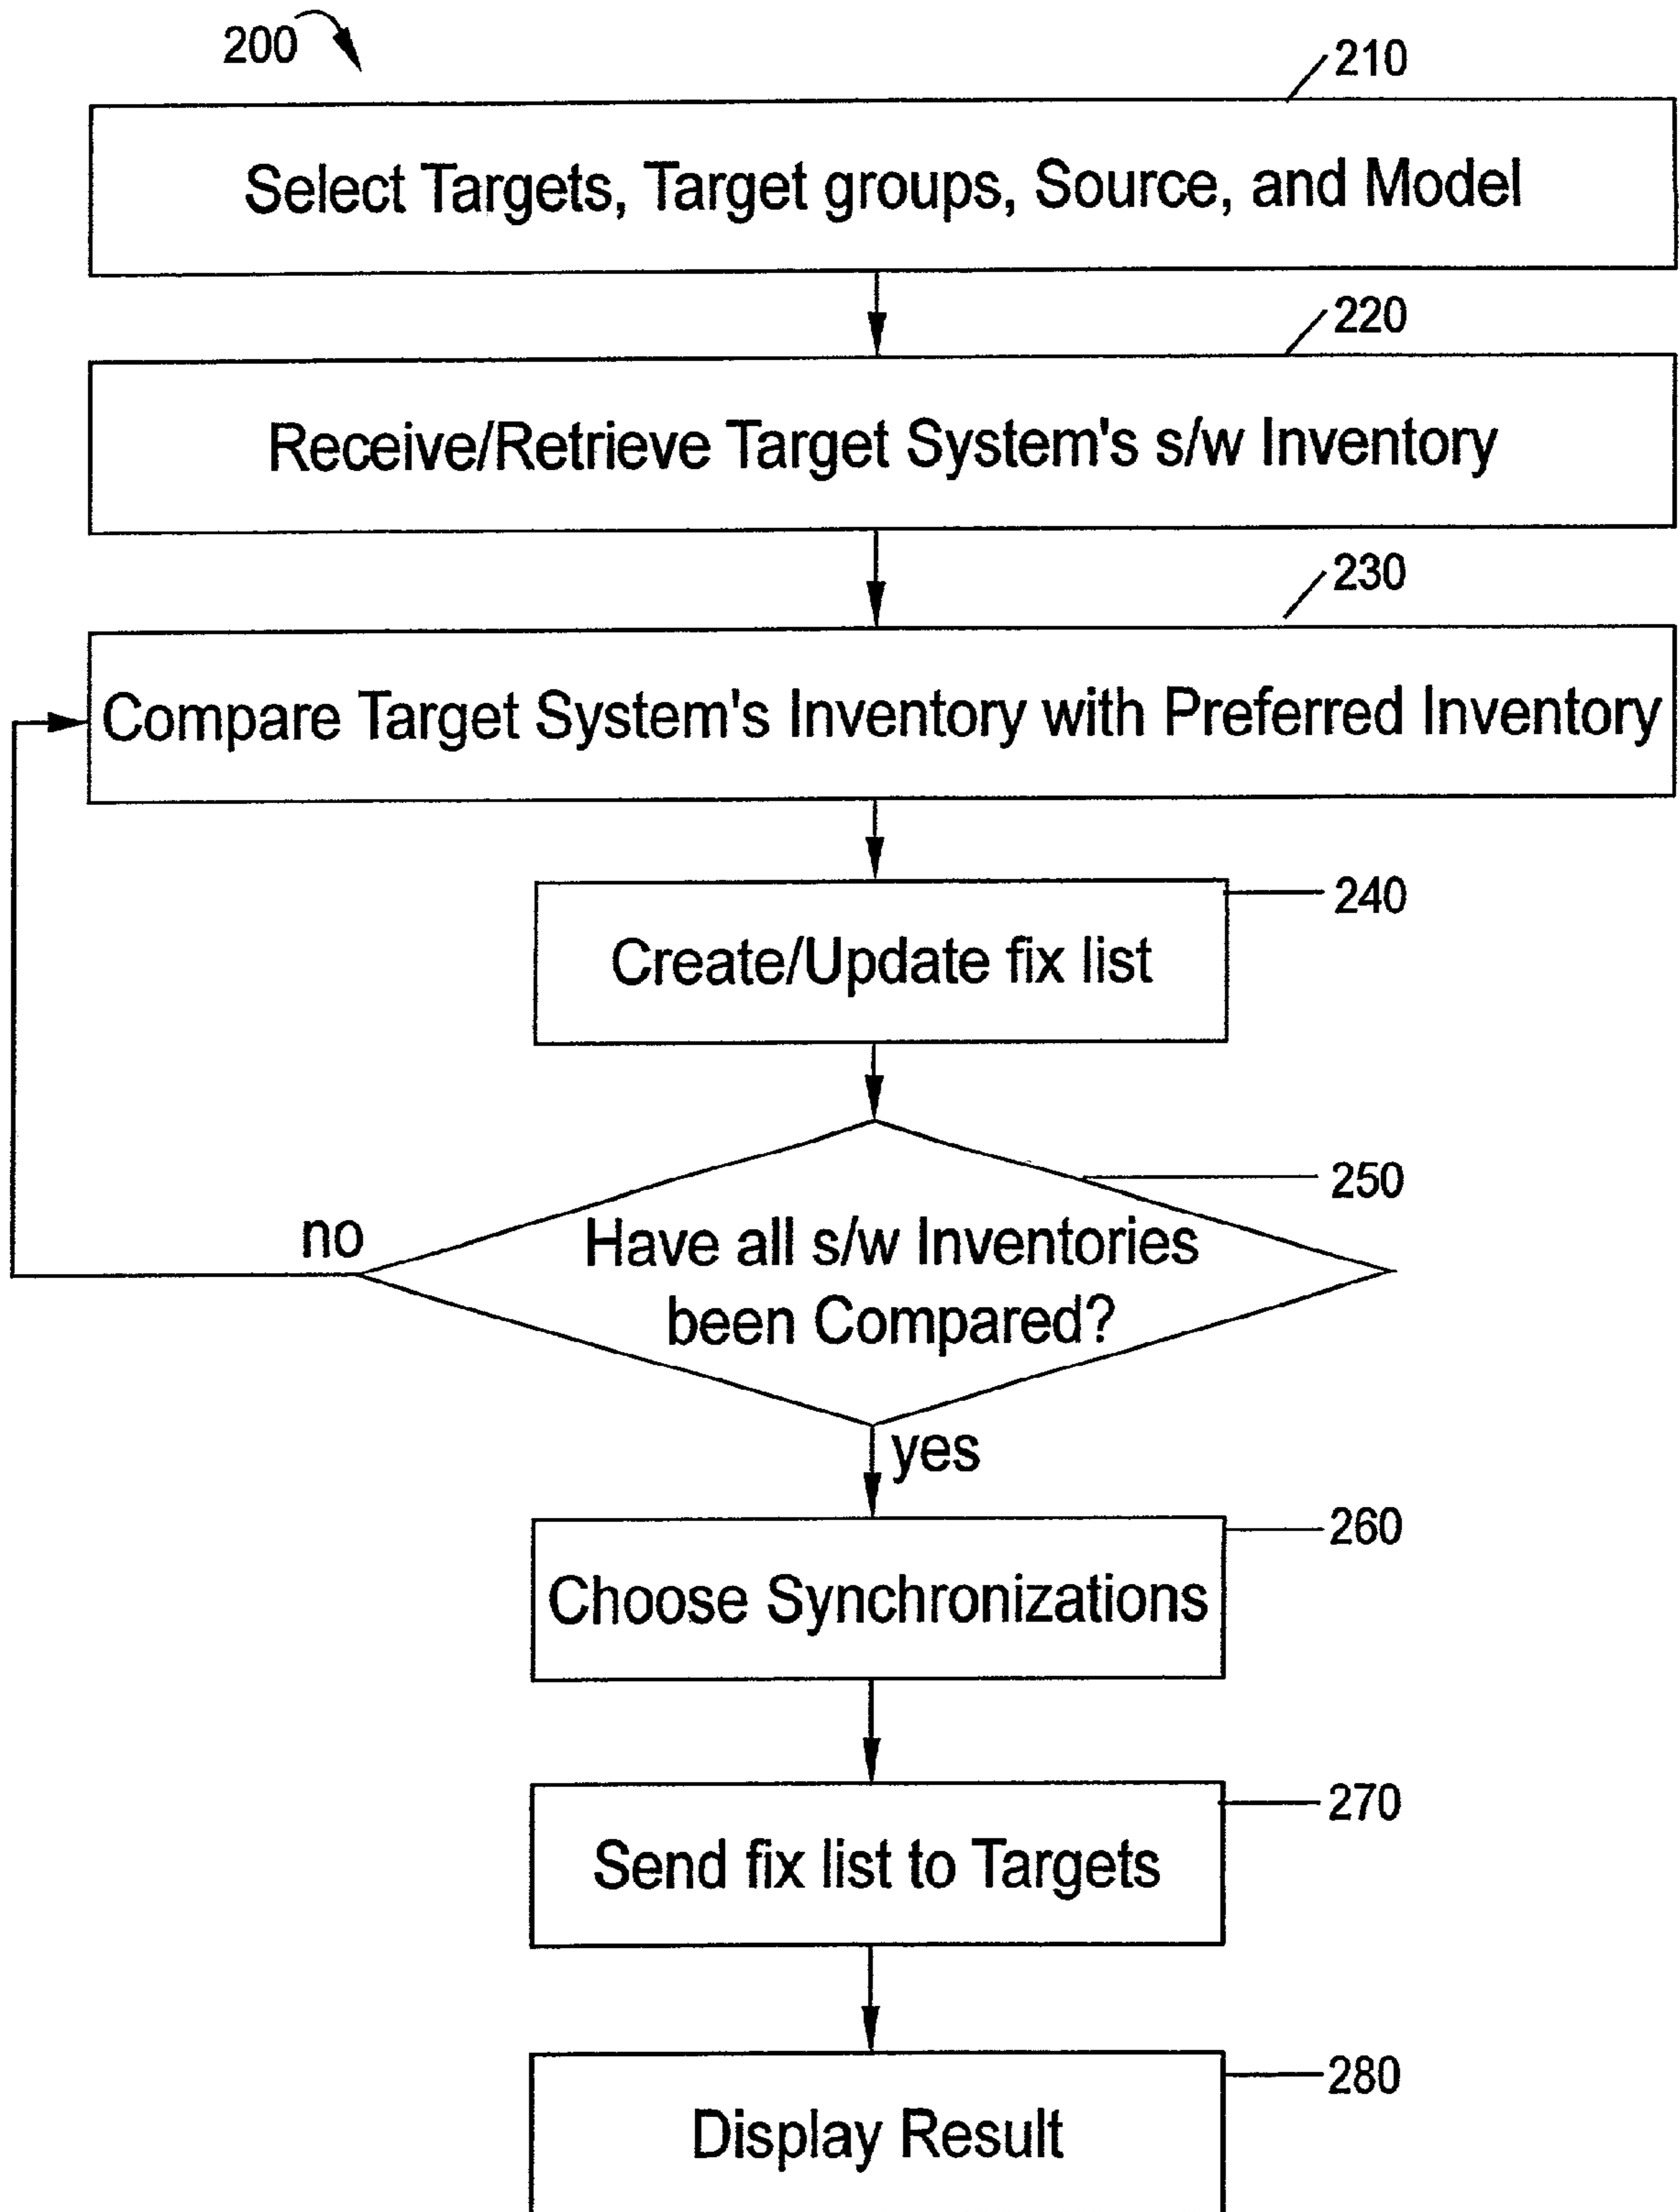 200
210
Select Targets, Target groups, Source, and Model
220
Receive/Retrieve Target System's s/w Inventory
230
Compare Target System's Inventory with Preferred Inventory
240
Create/Update fix list
250
no
Have all s/w Inventories
been Compared?
yes
260
Choose Synchronizations
270
Send fix list to Targets
280
Display Result